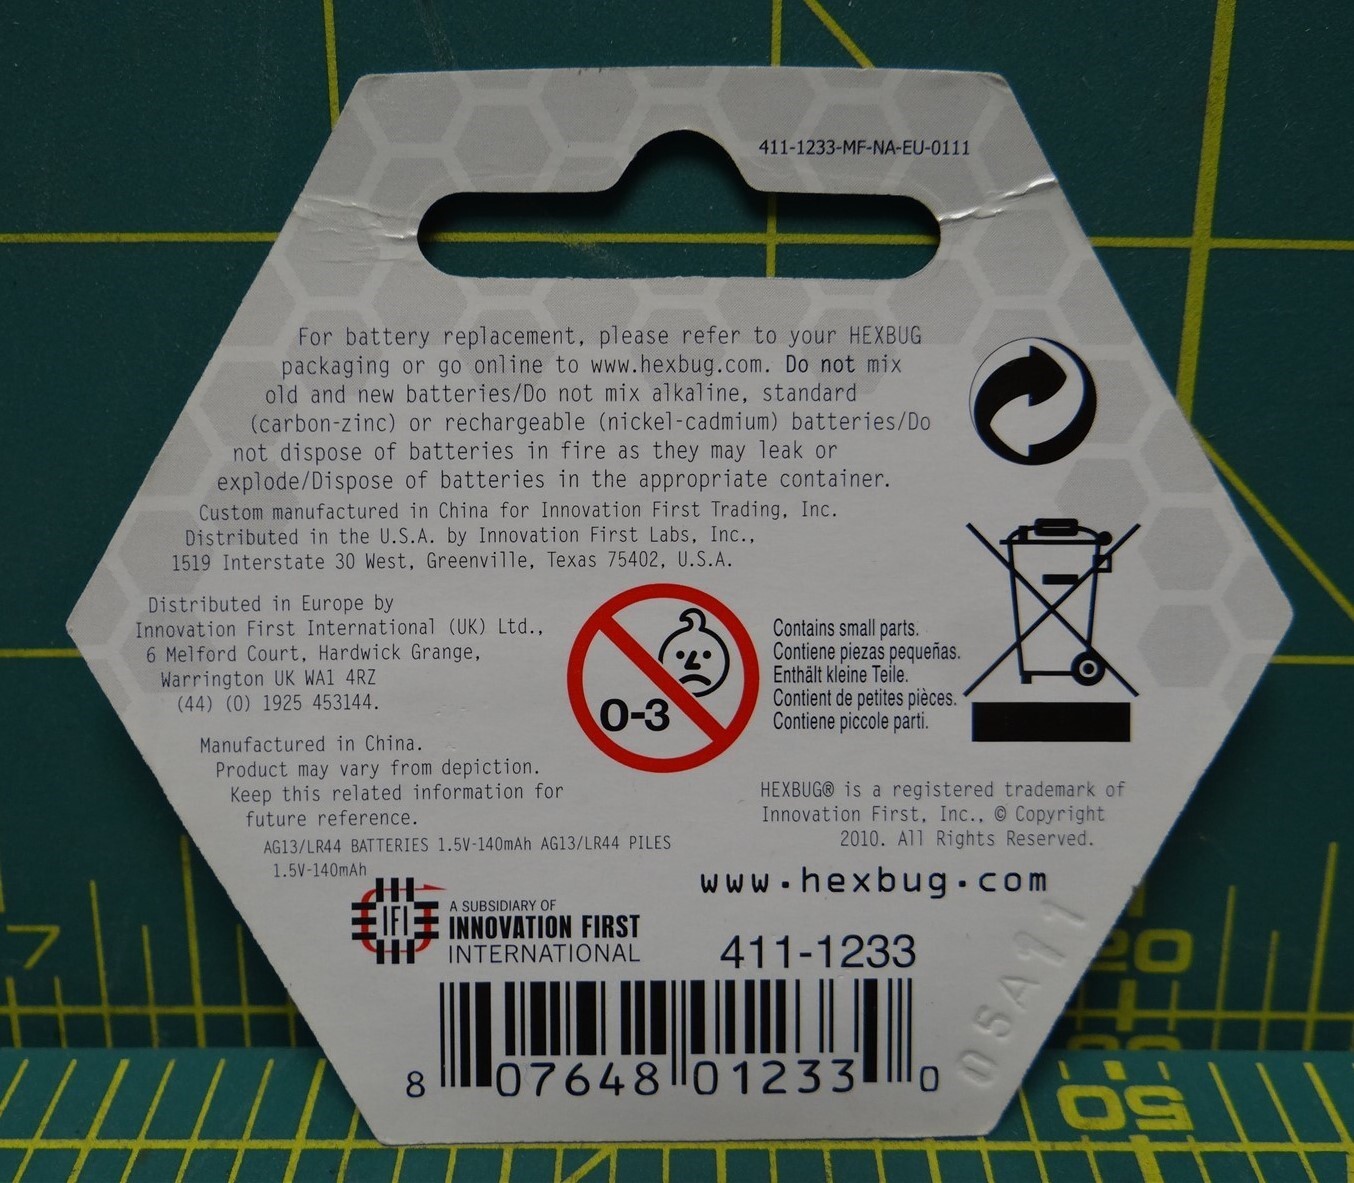 411-1233-MF-NA-EU-0111
For battery replacement, please refer to your HEXBUG
packaging or go online to www.hexbug.com. Do not mix
old and new batteries/Do not mix alkaline, standard
(carbon-zinc) or rechargeable (nickel-cadmium) batteries/Do
not dispose of batteries in fire as they may leak or
explode/Dispose of batteries in the appropriate container.
Custom manufactured in China for Innovation First Trading, Inc.
Distributed in the U.S.A. by Innovation First Labs, Inc.,
1519 Interstate 30 West, Greenville, Texas 75402, U.S.A.
Distributed in Europe by
Innovation First International (UK) Ltd.,
6 Melford Court, Hardwick Grange,
Warrington UK WA1 4RZ
(44) (0) 1925 453144.
0-3
Contains small parts.
Contiene piezas pequeñas.
Enthält kleine Teile.
Contient de petites pièces.
Contiene piccole parti.
Manufactured in China.
Product may vary from depiction.
Keep this related information for
future reference.
AG13/LR44 BATTERIES 1.5V-140mAh AG13/LR44 PILES
1.5V-140mAh
HEXBUG® is a registered trademark of
Innovation First, Inc., © Copyright
2010. All Rights Reserved.
www.hexbug.com
IFI
A SUBSIDIARY OF
INNOVATION FIRST
INTERNATIONAL
411-1233
05A11
8 07648 01233 0
7
20
50